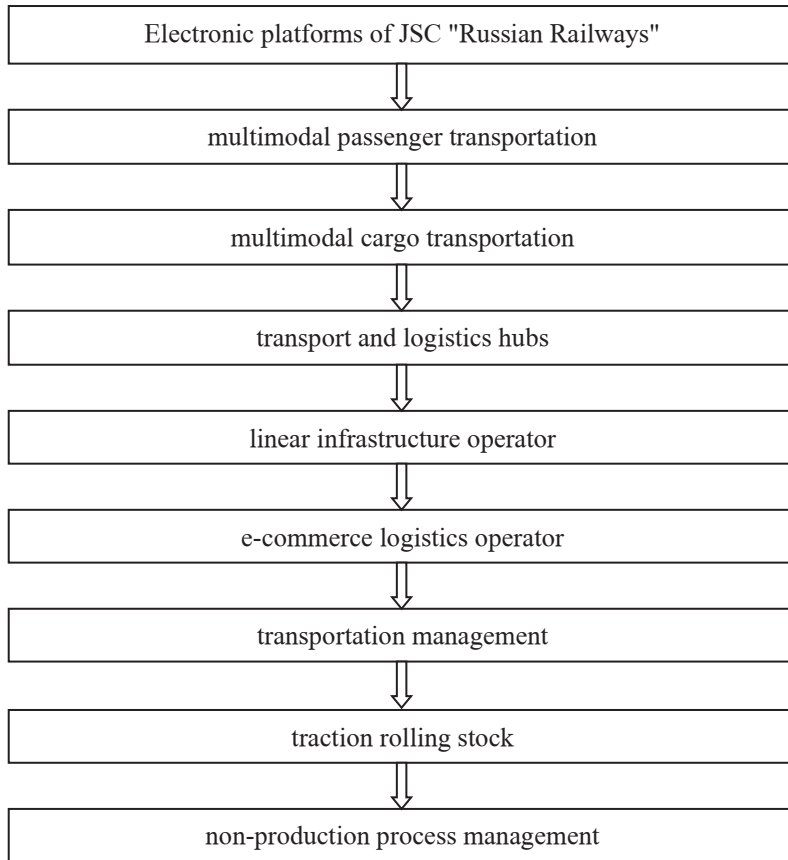 Electronic platforms of JSC "Russian Railways"
multimodal passenger transportation
multimodal cargo transportation
transport and logistics hubs
linear infrastructure operator
e-commerce logistics operator
transportation management
traction rolling stock
non-production process management